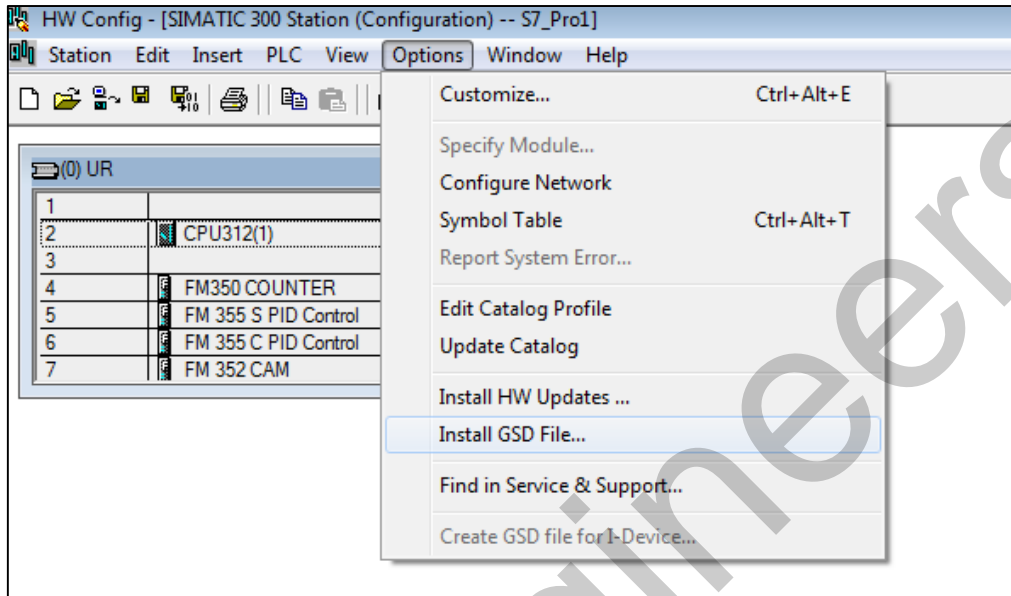 HW Config - [SIMATIC 300 Station (Configuration) -- S7_Pro1]
Station Edit Insert PLC View Options Window Help
Customize... Ctrl+Alt+E
Specify Module...
Configure Network
Symbol Table Ctrl+Alt+T
Report System Error...
Edit Catalog Profile
Update Catalog
Install HW Updates ...
Install GSD File...
Find in Service & Support...
Create GSD file for I-Device...
(0) UR
1
2 CPU312(1)
3
4 FM350 COUNTER
5 FM 355 S PID Control
6 FM 355 C PID Control
7 FM 352 CAM